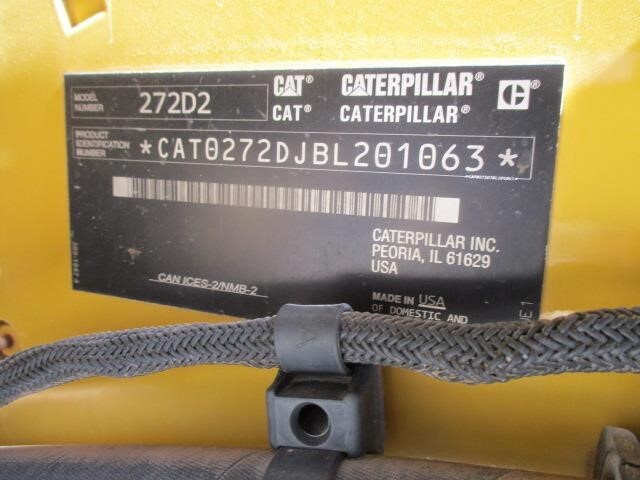 MODEL NUMBER 272D2
CAT® CATERPILLAR® C
CAT® CATERPILLAR®
PRODUCT IDENTIFICATION NUMBER *CAT0272DJBL201063*
*CAT0272DJBL201063*
CATERPILLAR INC.
PEORIA, IL 61629
USA
CAN ICES-2/NMB-2
MADE IN USA
OF DOMESTIC AND